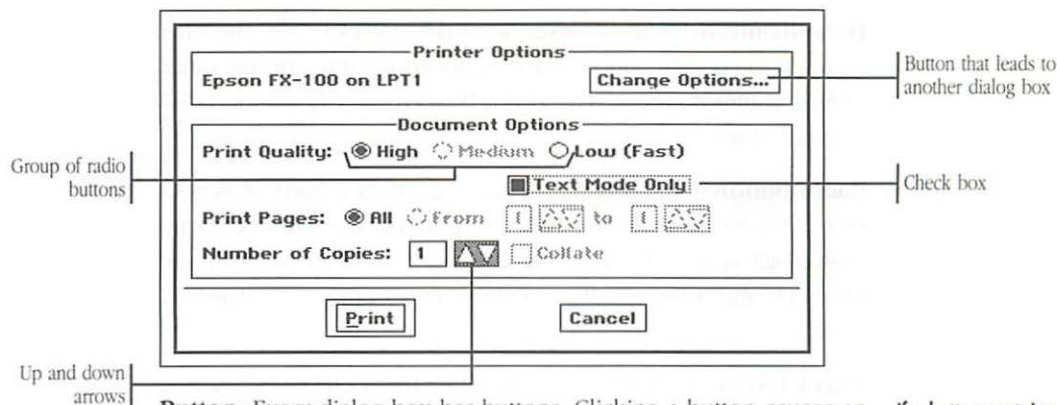 Printer Options
Epson FX-100 on LPT1 Change Options...
Button that leads to
another dialog box
Document Options
Print Quality: High Medium Low (Fast)
Group of radio
buttons
Text Mode Only
Check box
Print Pages: All From 1 to 1
Number of Copies: 1 Collate
Print Cancel
Up and down
arrows
Button. Every dialog box has buttons. Clicking a button